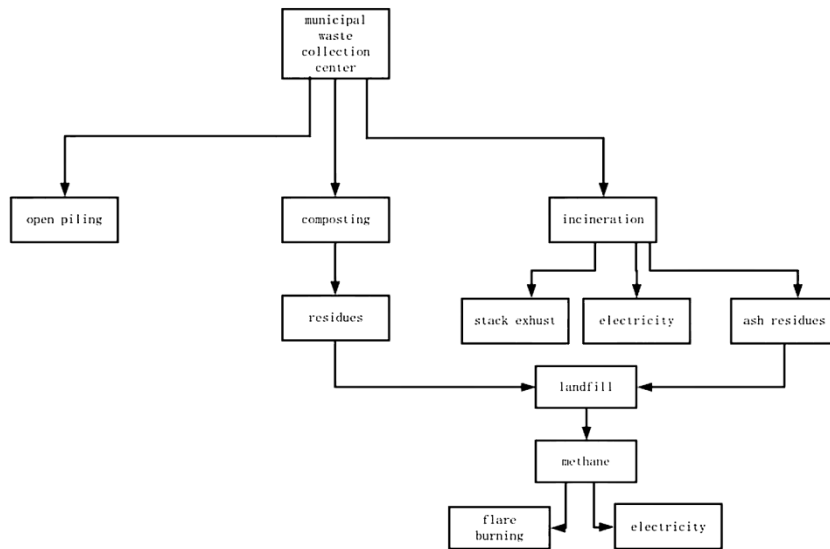 municipal
waste
collection
center
open piling
composting
incineration
residues
stack exhust
electricity
ash residues
landfill
methane
flare
burning
electricity